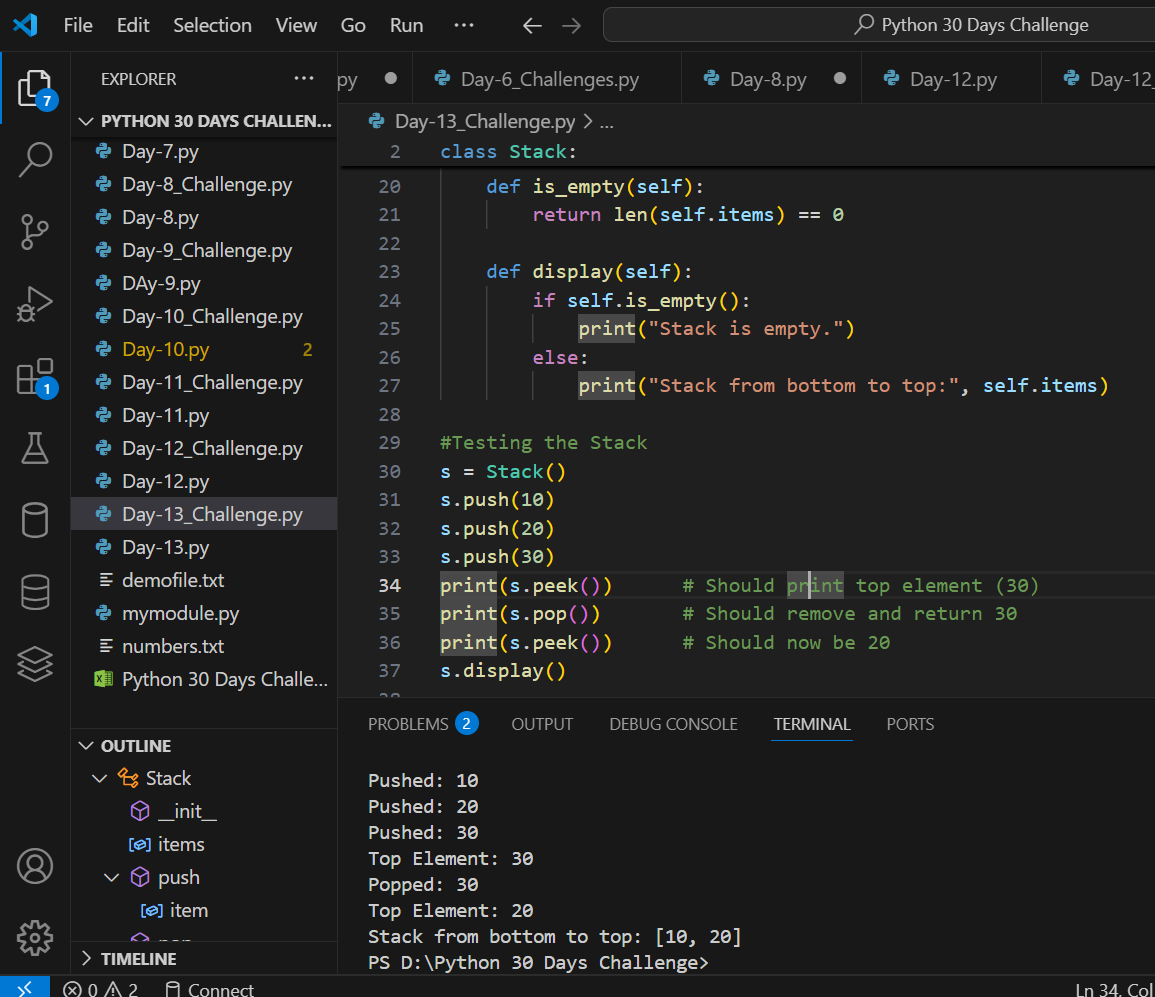 File Edit Selection View Go Run ··· Python 30 Days Challenge
EXPLORER ···
py Day-6_Challenges.py Day-8.py Day-12.py Day-12_
7
PYTHON 30 DAYS CHALLEN...
Day-7.py
Day-8_Challenge.py
Day-8.py
Day-9_Challenge.py
DAy-9.py
Day-10_Challenge.py
Day-10.py 2
Day-11_Challenge.py
1
Day-11.py
Day-12_Challenge.py
Day-12.py
Day-13_Challenge.py
Day-13.py
demofile.txt
mymodule.py
numbers.txt
Python 30 Days Challe...
OUTLINE
Stack
__init__
items
push
item
TIMELINE
Day-13_Challenge.py > ...
2 class Stack:
20 def is_empty(self):
21 return len(self.items) == 0
22
23 def display(self):
24 if self.is_empty():
25 print("Stack is empty.")
26 else:
27 print("Stack from bottom to top:", self.items)
28
29 #Testing the Stack
30 s = Stack()
31 s.push(10)
32 s.push(20)
33 s.push(30)
34 print(s.peek()) # Should print top element (30)
35 print(s.pop()) # Should remove and return 30
36 print(s.peek()) # Should now be 20
37 s.display()
PROBLEMS 2 OUTPUT DEBUG CONSOLE TERMINAL PORTS
Pushed: 10
Pushed: 20
Pushed: 30
Top Element: 30
Popped: 30
Top Element: 20
Stack from bottom to top: [10, 20]
PS D:\Python 30 Days Challenge>
0 2 Connect Ln 34, Col